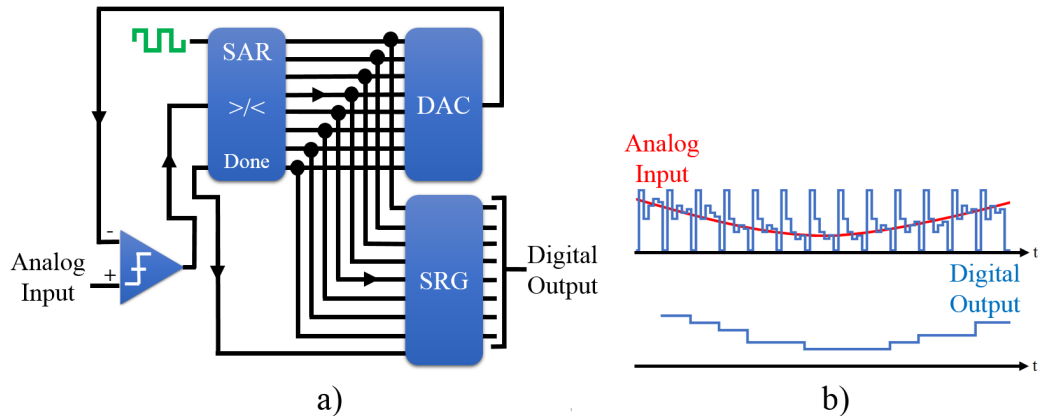 SAR
>/<
Done
DAC
SRG
-
+
Analog
Input
Digital
Output
a)
Analog
Input
t
Digital
Output
t
b)